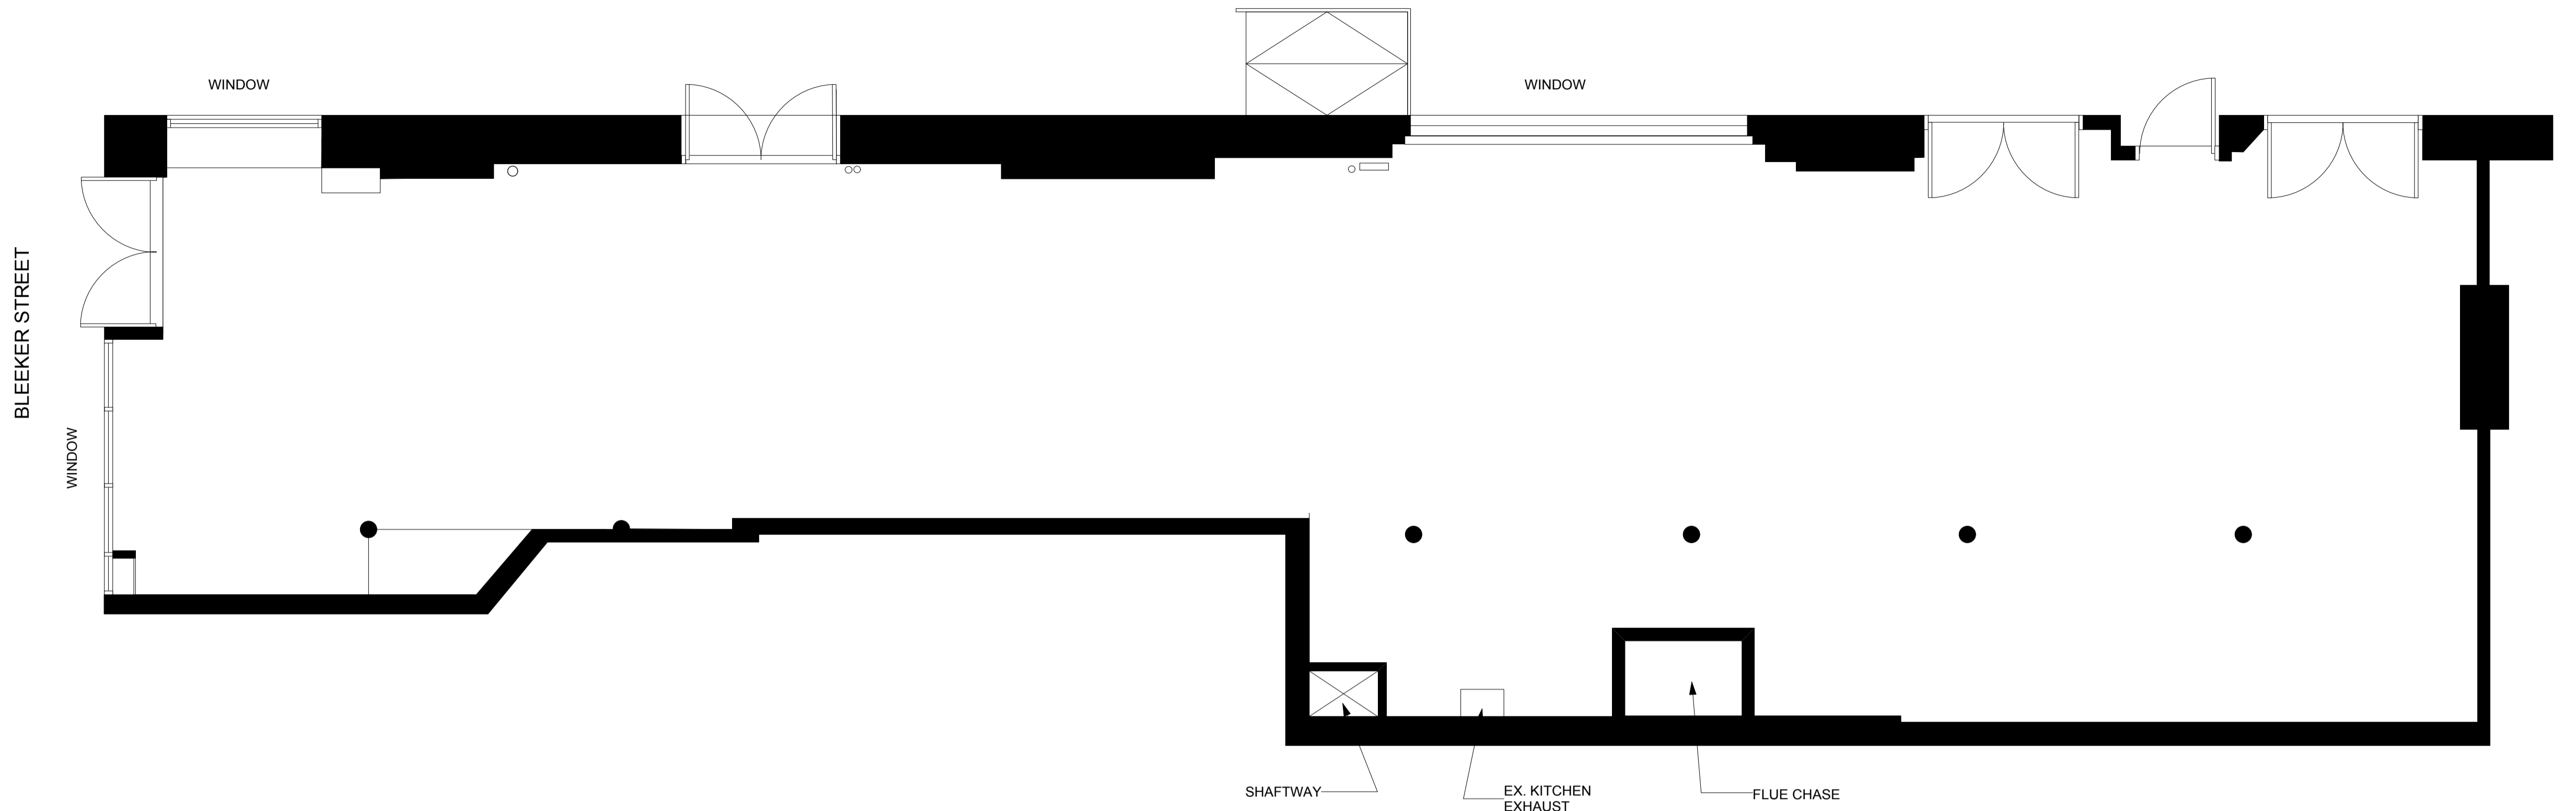 WINDOW
WINDOW
BLEEKER STREET
WINDOW
SHAFTWAY
EX. KITCHEN
EXHAUST
FLUE CHASE